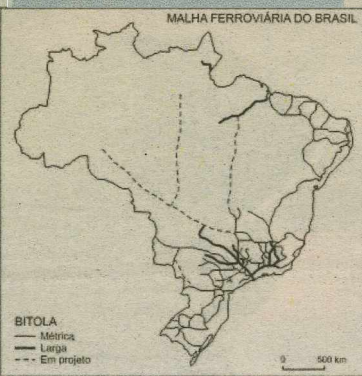 MALHA FERROVIÁRIA DO BRASIL
BITOLA
Métrica
Larga
Em projeto
0 500 km